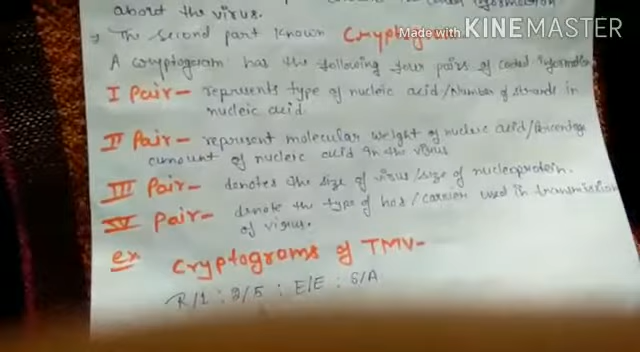 about the virus.
→ The second part known Cryptogram
A cryptogram has the following four pairs of coded information
I Pair— represents type of nucleic acid/Number of strands in
nucleic acid
II Pair— represent molecular weight of nucleic acid/Percentage
ammount of nucleic acid in the virus
III Pair— denotes the size of virus/size of nucleoprotein.
IV Pair— denote the type of hos/carrier used in transmission
of virus.
ex Cryptograms of TMV—
R/1 : 2/5 : E/E : S/A
Made with KINEMASTER